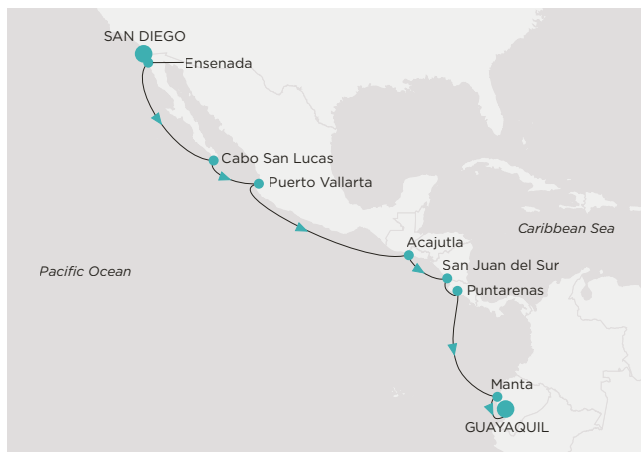 SAN DIEGO
Ensenada
Cabo San Lucas
Puerto Vallarta
Caribbean Sea
Acajutla
San Juan del Sur
Pacific Ocean
Puntarenas
Manta
GUAYAQUIL